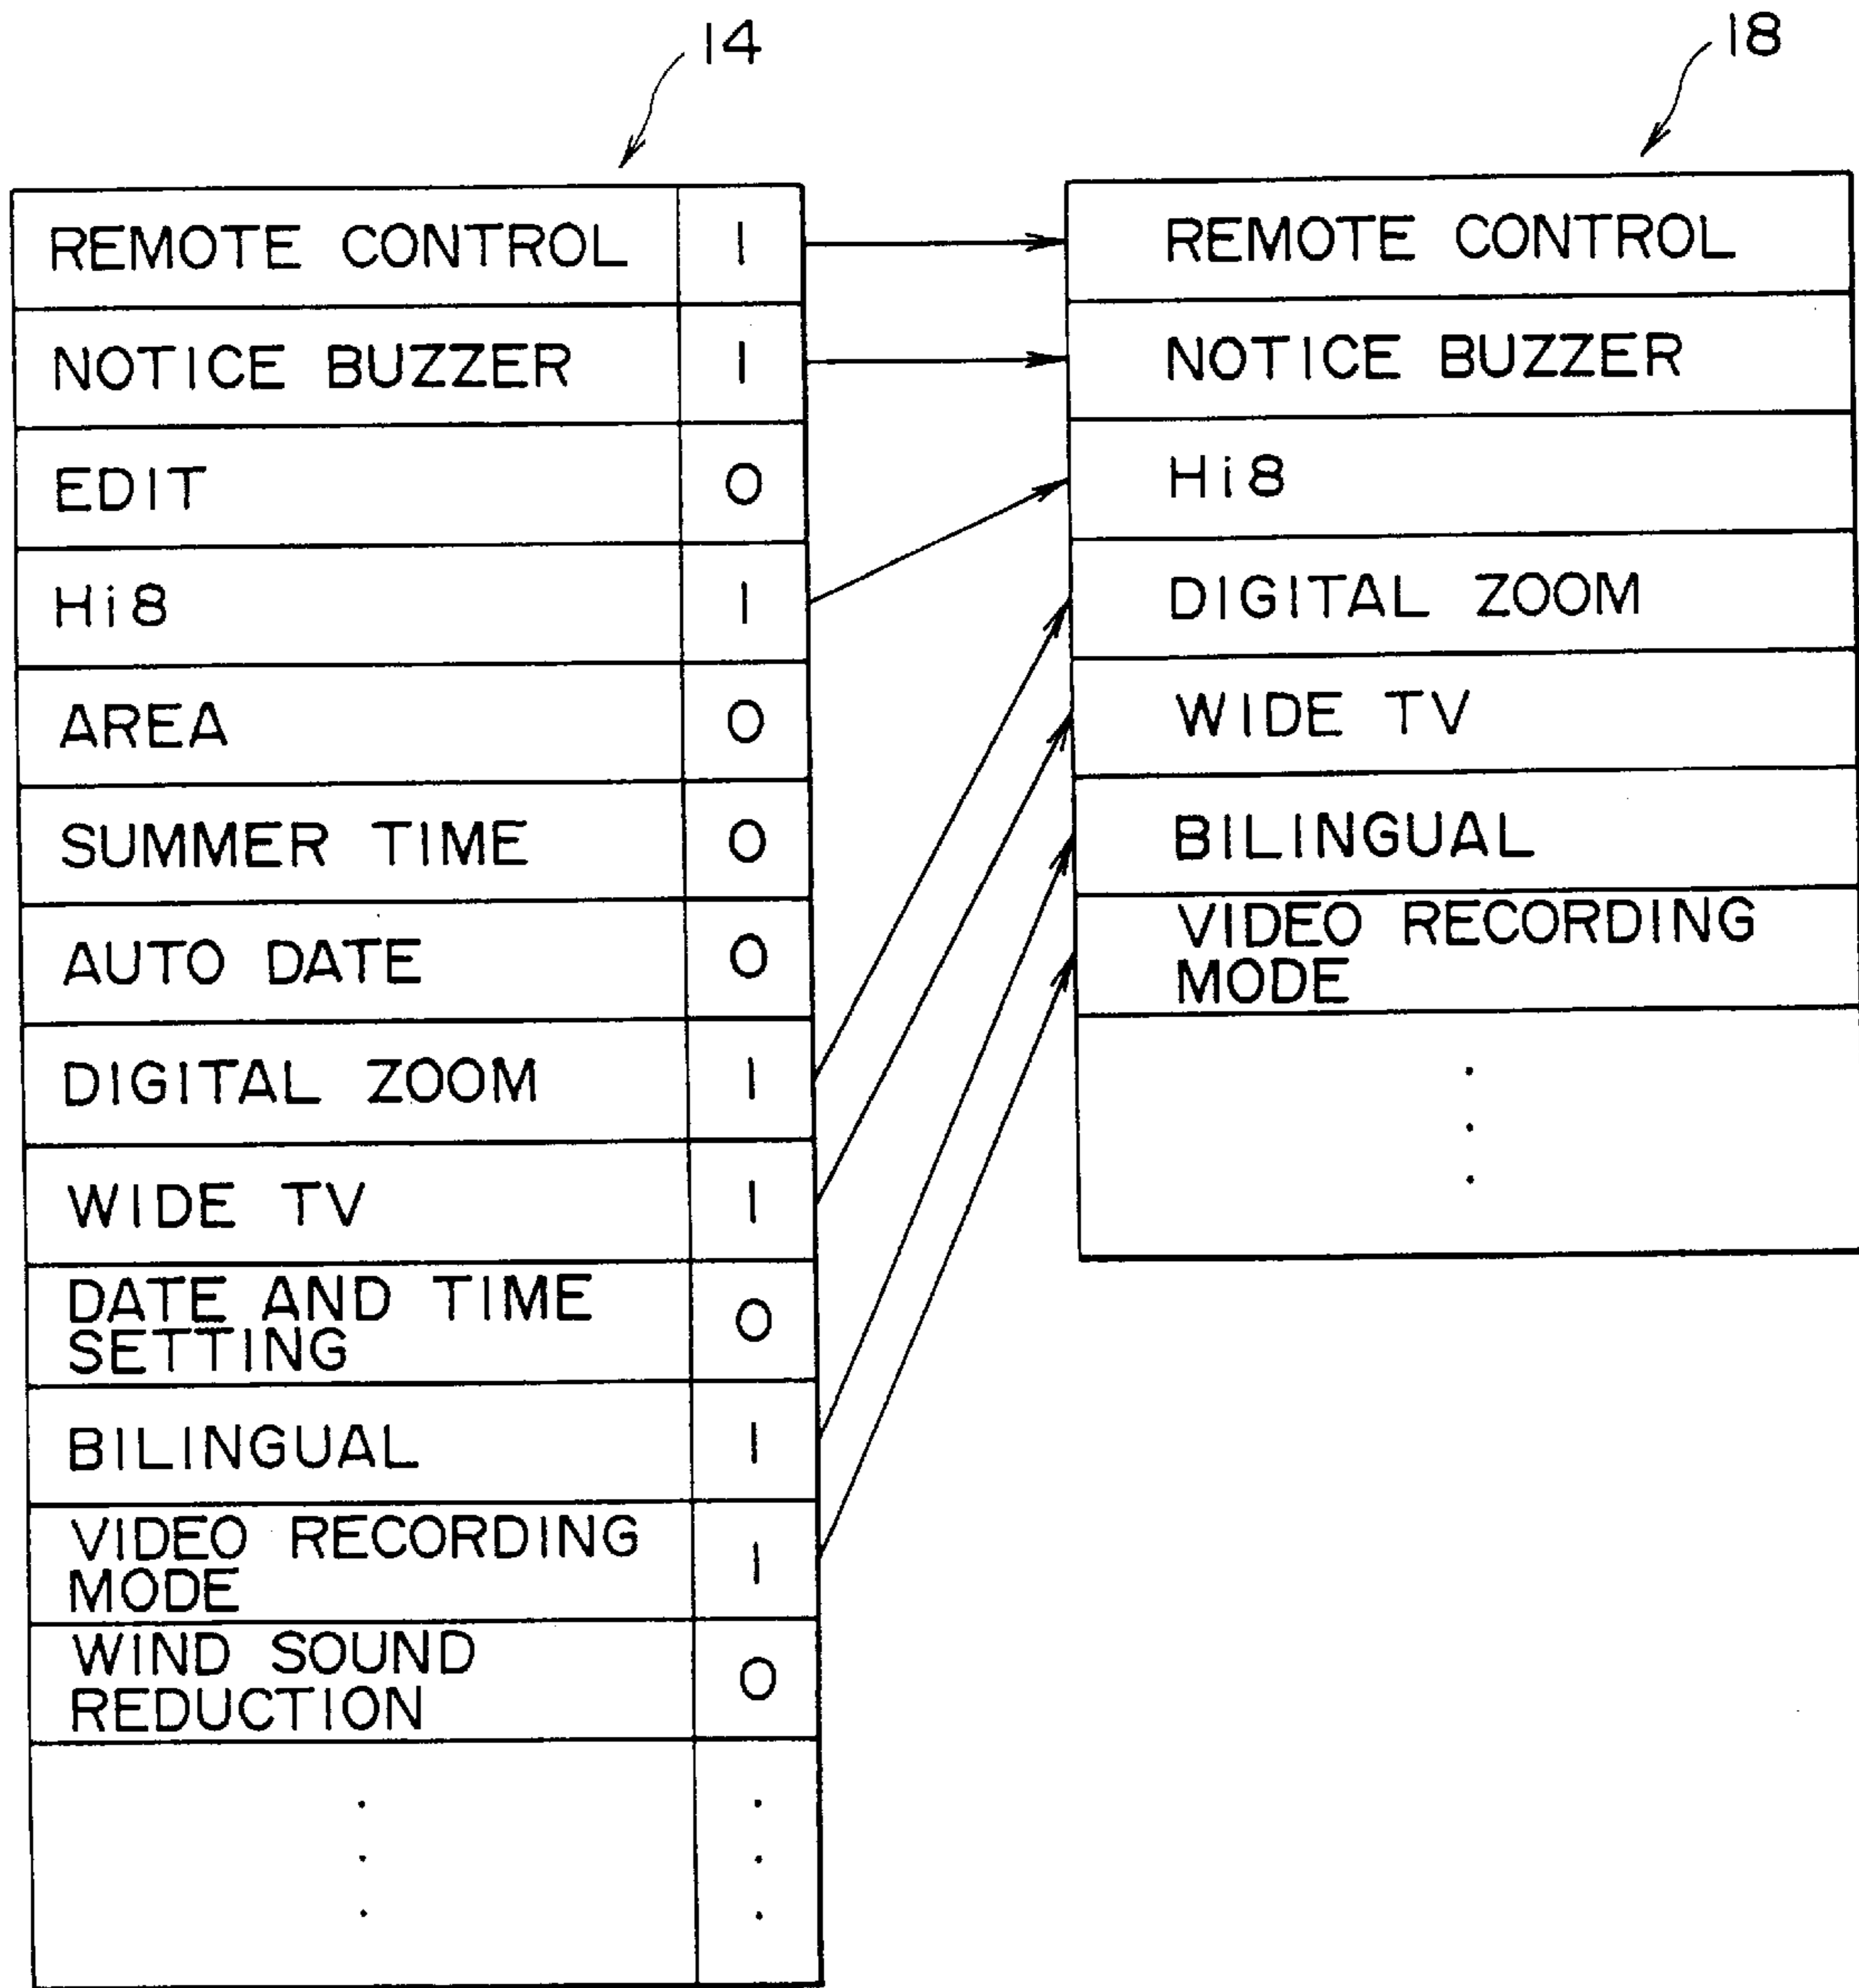 14
18
REMOTE CONTROL 1
NOTICE BUZZER 1
EDIT 0
Hi8 1
AREA 0
SUMMER TIME 0
AUTO DATE 0
DIGITAL ZOOM 1
WIDE TV 1
DATE AND TIME
SETTING 0
BILINGUAL 1
VIDEO RECORDING
MODE 1
WIND SOUND
REDUCTION 0
REMOTE CONTROL
NOTICE BUZZER
Hi8
DIGITAL ZOOM
WIDE TV
BILINGUAL
VIDEO RECORDING
MODE